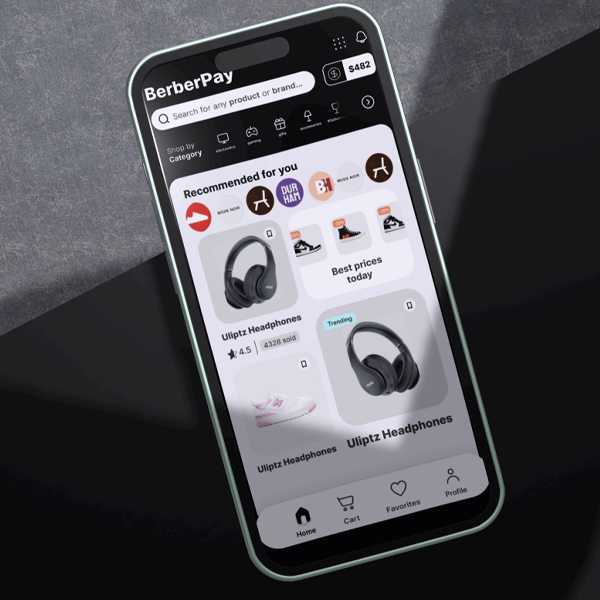 BerberPay
$482
Search for any product or brand...
Shop by
Category
electronics
gaming
gifts
accessories
Recommended for you
MODE NOIR
DUR
HAM
BH
MODE NOIR
Best prices
today
Uliptz Headphones
4.5
4328 sold
Trending
Uliptz Headphones
Uliptz Headphones
Home
Cart
Favorites
Profile